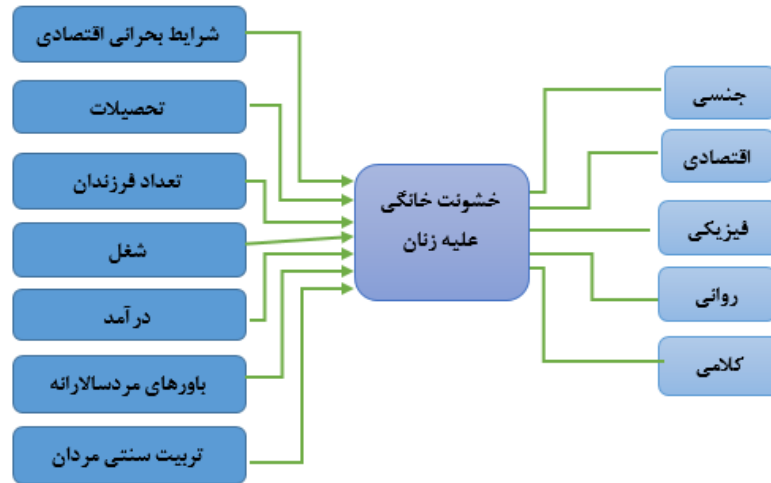 شرایط بحرانی اقتصادی
تحصیلات
تعداد فرزندان
شغل
درآمد
باورهای مردسالارانه
تربیت سنتی مردان
خشونت خانگی
علیه زنان
جنسی
اقتصادی
فیزیکی
روانی
کلامی